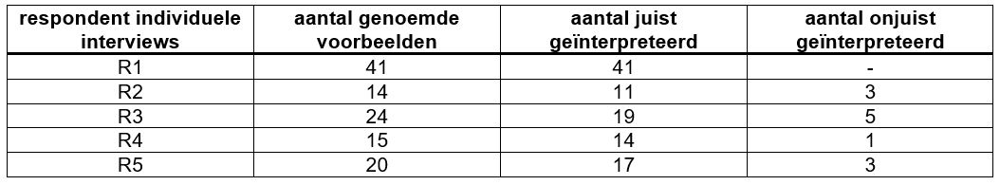 respondent individuele interviews | aantal genoemde voorbeelden | aantal juist geïnterpreteerd | aantal onjuist geïnterpreteerd
R1 | 41 | 41 | -
R2 | 14 | 11 | 3
R3 | 24 | 19 | 5
R4 | 15 | 14 | 1
R5 | 20 | 17 | 3